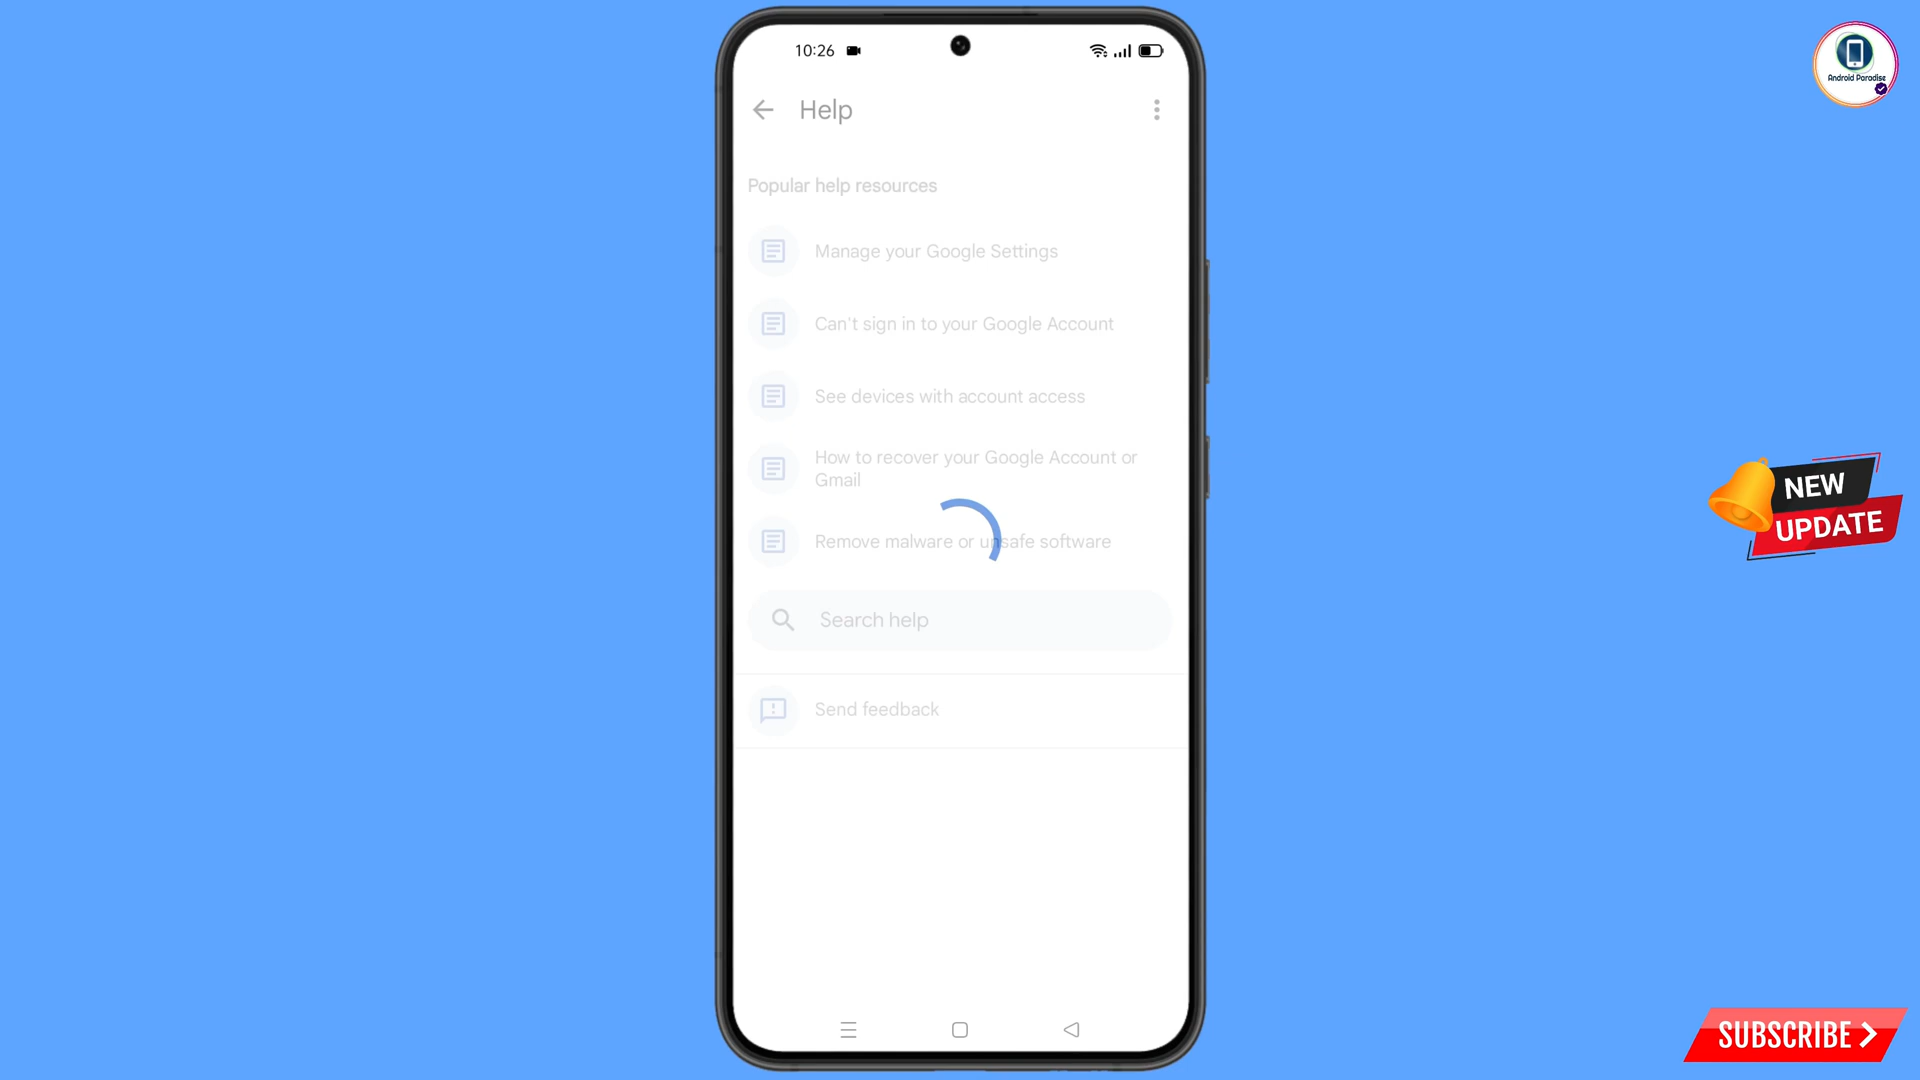 10:26
Android Paradise
Help
Popular help resources
Manage your Google Settings
Can't sign in to your Google Account
See devices with account access
How to recover your Google Account or
Gmail
Remove malware or unsafe software
Search help
Send feedback
NEW
UPDATE
SUBSCRIBE